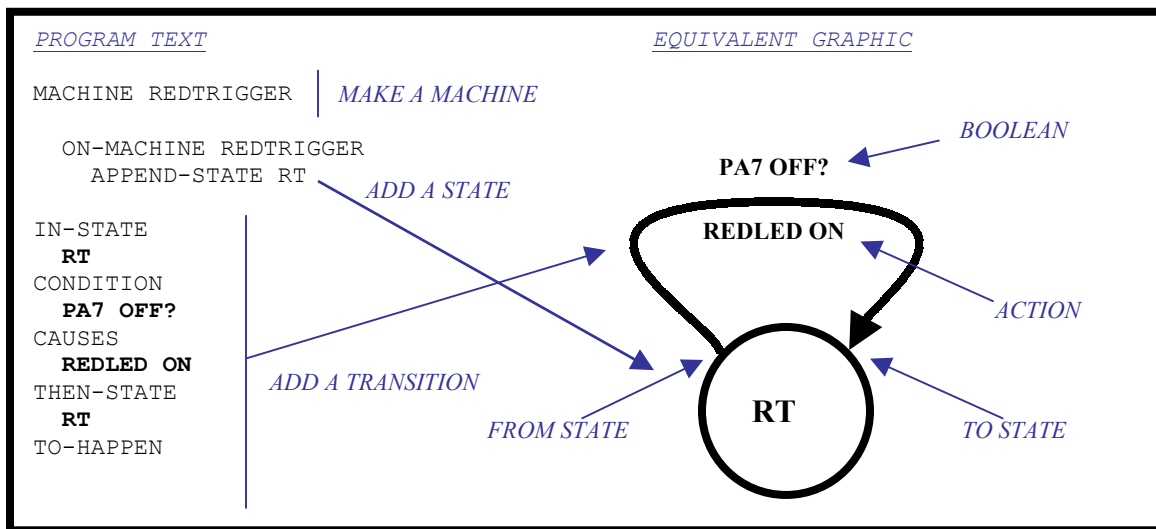 PROGRAM TEXT
EQUIVALENT GRAPHIC
MACHINE REDTRIGGER
MAKE A MACHINE
ON-MACHINE REDTRIGGER
APPEND-STATE RT
ADD A STATE
IN-STATE
RT
CONDITION
PA7 OFF?
CAUSES
REDLED ON
THEN-STATE
RT
TO-HAPPEN
ADD A TRANSITION
BOOLEAN
PA7 OFF?
REDLED ON
ACTION
RT
FROM STATE
TO STATE